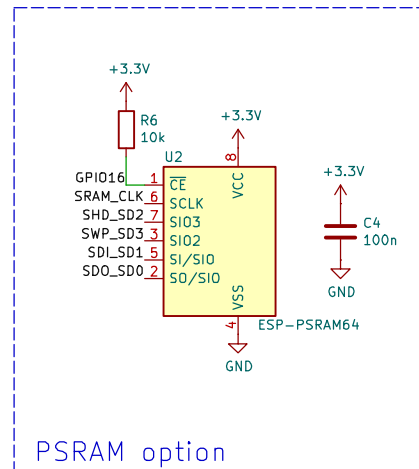 +3.3V
R6
10k
+3.3V
U2
8
VCC
GPIO16
1
CE
SRAM_CLK
6
SCLK
SHD_SD2
7
SIO3
SWP_SD3
3
SIO2
SDI_SD1
5
SI/SIO
SDO_SD0
2
SO/SIO
VSS
4
ESP-PSRAM64
GND
+3.3V
C4
100n
GND
PSRAM option